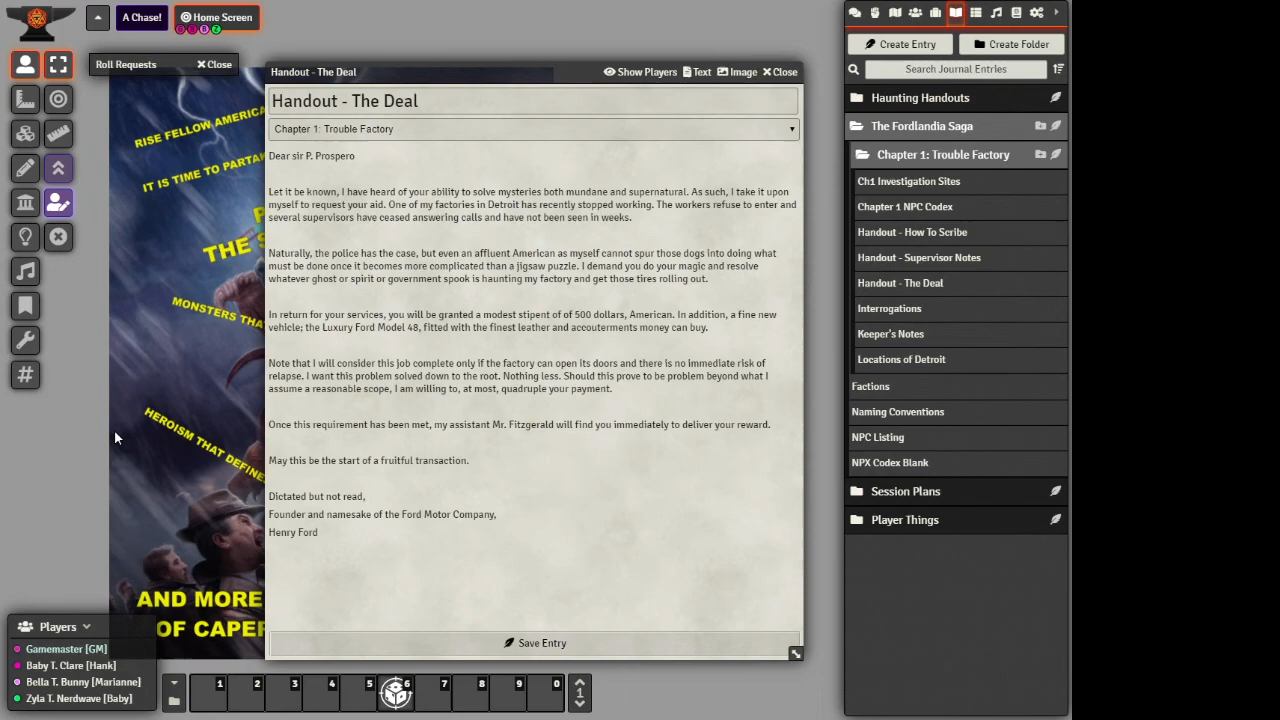 A Chase!
Home Screen
G
B
B
Z
Create Entry
Create Folder
Roll Requests
Close
Search Journal Entries
Handout - The Deal
Show Players
Text
Image
Close
Handout - The Deal
Chapter 1: Trouble Factory
Dear sir P. Prospero
Let it be known, I have heard of your ability to solve mysteries both mundane and supernatural. As such, I take it upon
myself to request your aid. One of my factories in Detroit has recently stopped working. The workers refuse to enter and
several supervisors have ceased answering calls and have not been seen in weeks.
Naturally, the police has the case, but even an affluent American as myself cannot spur those dogs into doing what
must be done once it becomes more complicated than a jigsaw puzzle. I demand you do your magic and resolve
whatever ghost or spirit or government spook is haunting my factory and get those tires rolling out.
In return for your services, you will be granted a modest stipent of of 500 dollars, American. In addition, a fine new
vehicle; the Luxury Ford Model 48, fitted with the finest leather and accouterments money can buy.
Note that I will consider this job complete only if the factory can open its doors and there is no immediate risk of
relapse. I want this problem solved down to the root. Nothing less. Should this prove to be problem beyond what I
assume a reasonable scope, I am willing to, at most, quadruple your payment.
Once this requirement has been met, my assistant Mr. Fitzgerald will find you immediately to deliver your reward.
May this be the start of a fruitful transaction.
Dictated but not read,
Founder and namesake of the Ford Motor Company,
Henry Ford
Save Entry
RISE FELLOW AMERICA
IT IS TIME TO PARTAK
P
THE S
MONSTERS THA
HEROISM THAT DEFINE
AND MORE
OF CAPER
Haunting Handouts
The Fordlandia Saga
Chapter 1: Trouble Factory
Ch1 Investigation Sites
Chapter 1 NPC Codex
Handout - How To Scribe
Handout - Supervisor Notes
Handout - The Deal
Interrogations
Keeper's Notes
Locations of Detroit
Factions
Naming Conventions
NPC Listing
NPX Codex Blank
Session Plans
Player Things
Players
Gamemaster [GM]
Baby T. Clare [Hank]
Bella T. Bunny [Marianne]
Zyla T. Nerdwave [Baby]
1
2
3
4
5
6
7
8
9
0
1